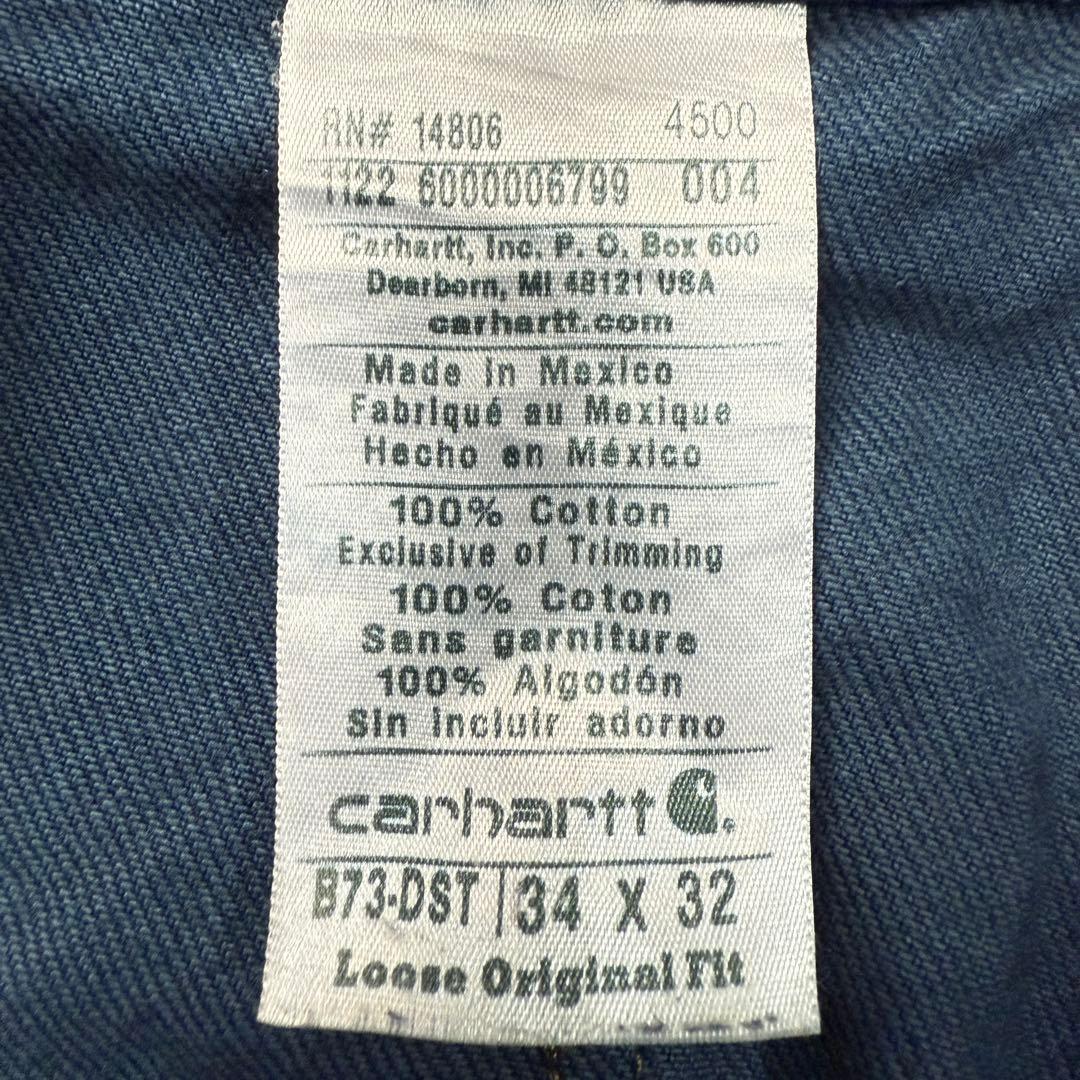 RN# 14806 4500
1122 6000006799 004
Carhartt, Inc. P. O. Box 600
Dearborn, MI 48121 USA
carhartt.com
Made in Mexico
Fabriqué au Mexique
Hecho en México
100% Cotton
Exclusive of Trimming
100% Coton
Sans garniture
100% Algodón
Sin incluir adorno
carhartt
B73-DST | 34 X 32
Loose Original Fit